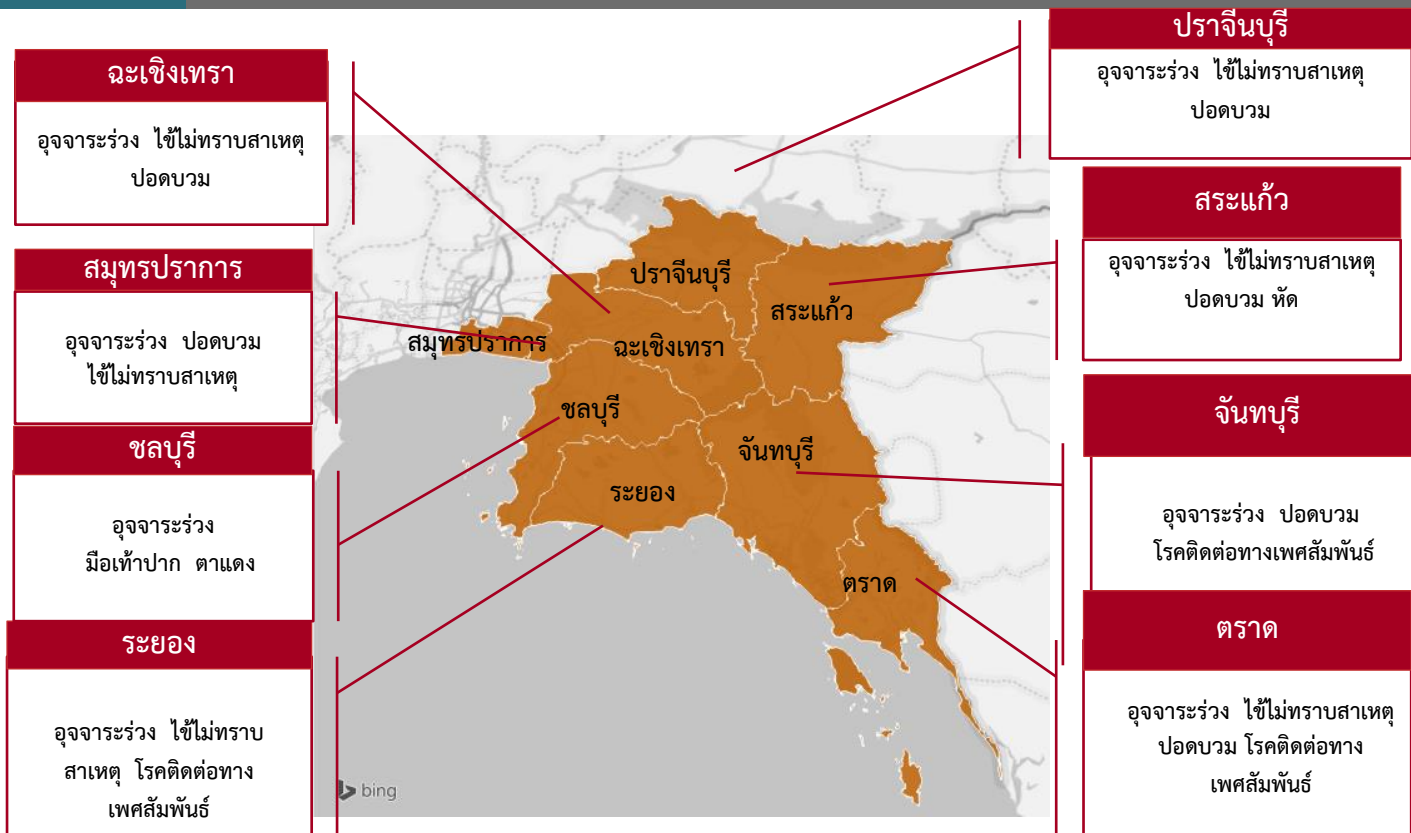 ฉะเชิงเทรา
อุจจาระร่วง ไข้ไม่ทราบสาเหตุ
ปอดบวม
สมุทรปราการ
อุจจาระร่วง ปอดบวม
ไข้ไม่ทราบสาเหตุ
ชลบุรี
อุจจาระร่วง
มือเท้าปาก ตาแดง
ระยอง
อุจจาระร่วง ไข้ไม่ทราบ
สาเหตุ โรคติดต่อทาง
เพศสัมพันธ์
ปราจีนบุรี
สระแก้ว
สมุทรปราการ
ฉะเชิงเทรา
ชลบุรี
จันทบุรี
ระยอง
ตราด
bing
ปราจีนบุรี
อุจจาระร่วง ไข้ไม่ทราบสาเหตุ
ปอดบวม
สระแก้ว
อุจจาระร่วง ไข้ไม่ทราบสาเหตุ
ปอดบวม หัด
จันทบุรี
อุจจาระร่วง ปอดบวม
โรคติดต่อทางเพศสัมพันธ์
ตราด
อุจจาระร่วง ไข้ไม่ทราบสาเหตุ
ปอดบวม โรคติดต่อทาง
เพศสัมพันธ์